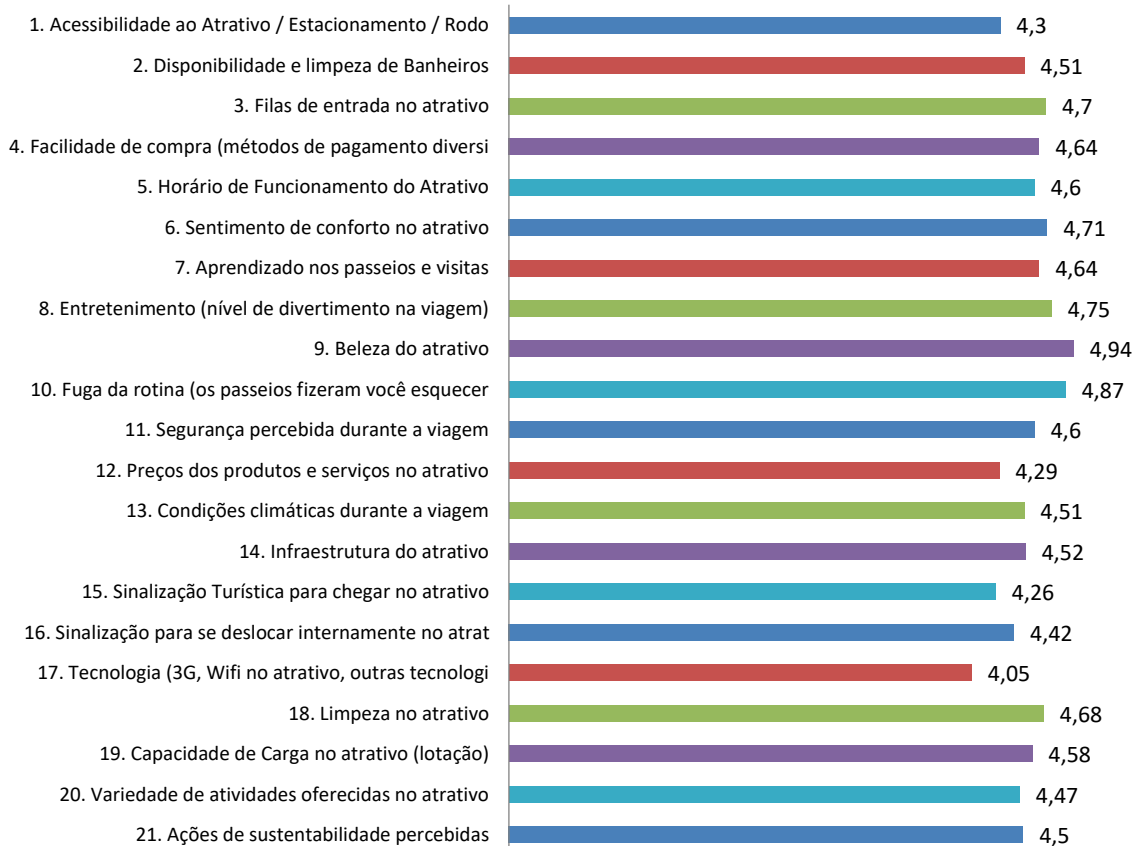 1. Acessibilidade ao Atrativo / Estacionamento / Rodo 4,3
2. Disponibilidade e limpeza de Banheiros 4,51
3. Filas de entrada no atrativo 4,7
4. Facilidade de compra (métodos de pagamento diversi 4,64
5. Horário de Funcionamento do Atrativo 4,6
6. Sentimento de conforto no atrativo 4,71
7. Aprendizado nos passeios e visitas 4,64
8. Entretenimento (nível de divertimento na viagem) 4,75
9. Beleza do atrativo 4,94
10. Fuga da rotina (os passeios fizeram você esquecer 4,87
11. Segurança percebida durante a viagem 4,6
12. Preços dos produtos e serviços no atrativo 4,29
13. Condições climáticas durante a viagem 4,51
14. Infraestrutura do atrativo 4,52
15. Sinalização Turística para chegar no atrativo 4,26
16. Sinalização para se deslocar internamente no atrat 4,42
17. Tecnologia (3G, Wifi no atrativo, outras tecnologi 4,05
18. Limpeza no atrativo 4,68
19. Capacidade de Carga no atrativo (lotação) 4,58
20. Variedade de atividades oferecidas no atrativo 4,47
21. Ações de sustentabilidade percebidas 4,5